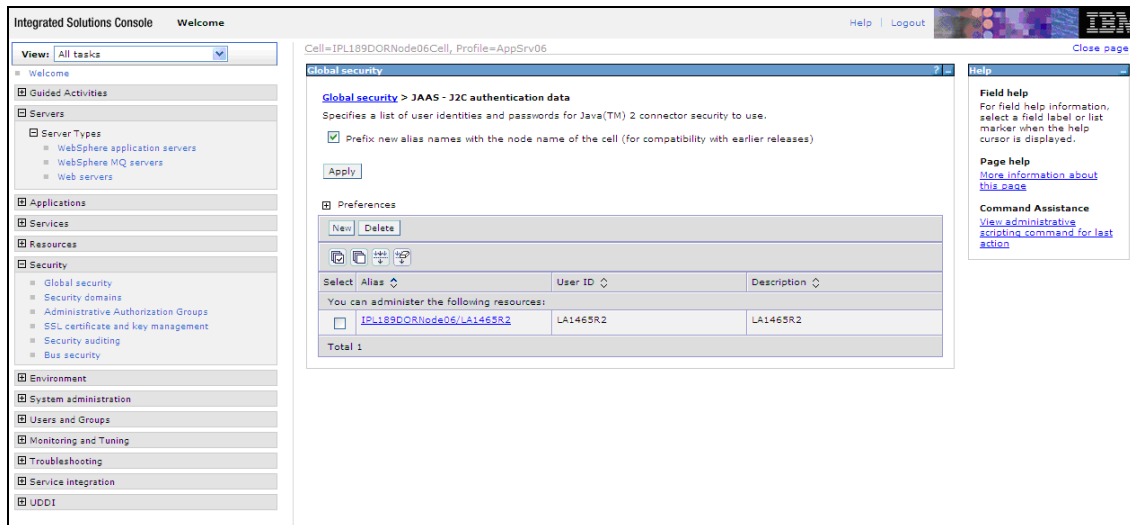 Integrated Solutions Console Welcome
Help | Logout
IBM
View: All tasks
Welcome
Guided Activities
Servers
Server Types
WebSphere application servers
WebSphere MQ servers
Web servers
Applications
Services
Resources
Security
Global security
Security domains
Administrative Authorization Groups
SSL certificate and key management
Security auditing
Bus security
Environment
System administration
Users and Groups
Monitoring and Tuning
Troubleshooting
Service integration
UDDI
Cell=IPL189DORNode06Cell, Profile=AppSrv06
Close page
Global security
? -
Global security > JAAS - J2C authentication data
Specifies a list of user identities and passwords for Java(TM) 2 connector security to use.
Prefix new alias names with the node name of the cell (for compatibility with earlier releases)
Apply
Preferences
New Delete
Select Alias User ID Description
You can administer the following resources:
IPL189DORNode06/LA1465R2 LA1465R2 LA1465R2
Total 1
Help
Field help
For field help information,
select a field label or list
marker when the help
cursor is displayed.
Page help
More information about
this page
Command Assistance
View administrative
scripting command for last
action